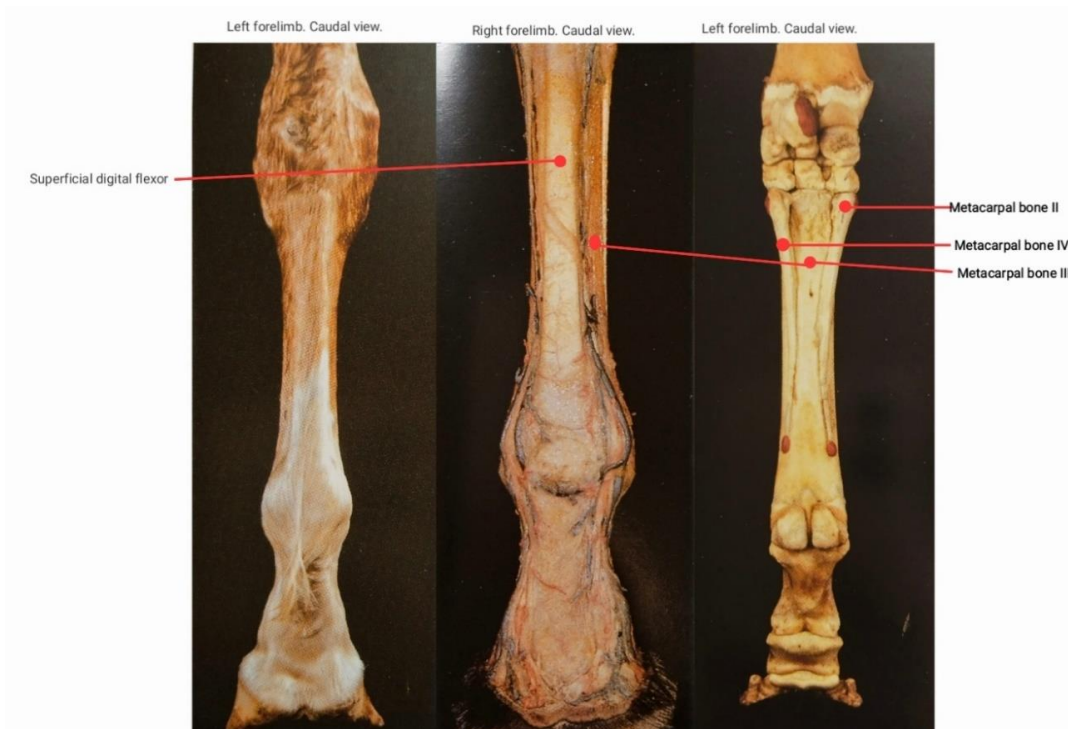 Left forelimb. Caudal view.
Right forelimb. Caudal view.
Left forelimb. Caudal view.
Superficial digital flexor
Metacarpal bone II
Metacarpal bone IV
Metacarpal bone III